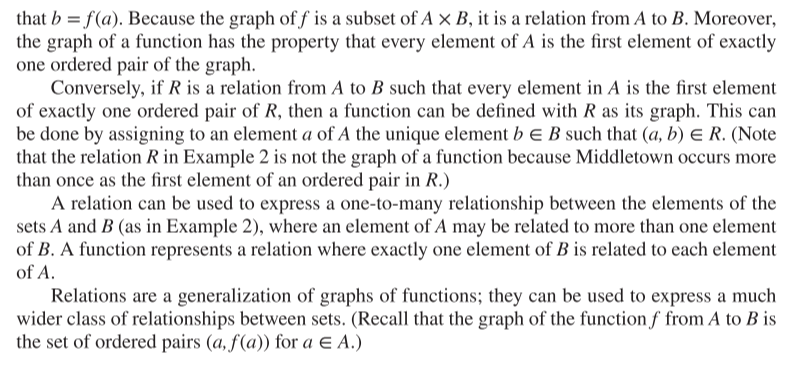 that b = f(a). Because the graph of f is a subset of A × B, it is a relation from A to B. Moreover,
the graph of a function has the property that every element of A is the first element of exactly
one ordered pair of the graph.
Conversely, if R is a relation from A to B such that every element in A is the first element
of exactly one ordered pair of R, then a function can be defined with R as its graph. This can
be done by assigning to an element a of A the unique element b ∈ B such that (a, b) ∈ R. (Note
that the relation R in Example 2 is not the graph of a function because Middletown occurs more
than once as the first element of an ordered pair in R.)
A relation can be used to express a one-to-many relationship between the elements of the
sets A and B (as in Example 2), where an element of A may be related to more than one element
of B. A function represents a relation where exactly one element of B is related to each element
of A.
Relations are a generalization of graphs of functions; they can be used to express a much
wider class of relationships between sets. (Recall that the graph of the function f from A to B is
the set of ordered pairs (a, f(a)) for a ∈ A.)